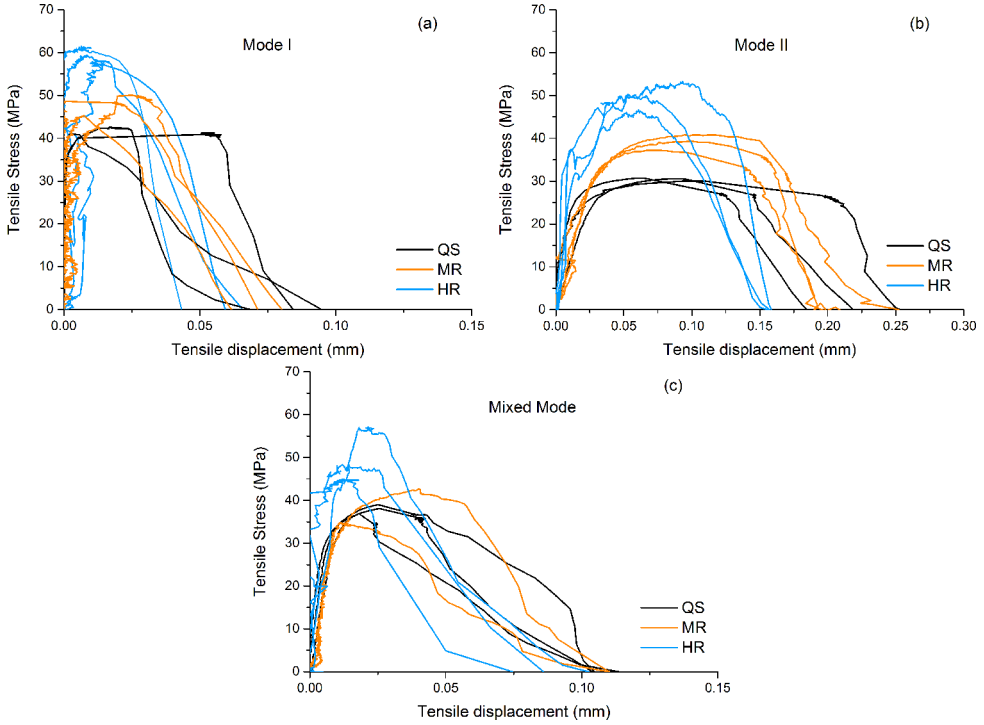 (a)
Mode I
Tensile Stress (MPa)
70
60
50
40
30
20
10
0
QS
MR
HR
0.00 0.05 0.10 0.15
Tensile displacement (mm)
(b)
Mode II
Tensile Stress (MPa)
70
60
50
40
30
20
10
0
QS
MR
HR
0.00 0.05 0.10 0.15 0.20 0.25 0.30
Tensile displacement (mm)
(c)
Mixed Mode
Tensile Stress (MPa)
70
60
50
40
30
20
10
0
QS
MR
HR
0.00 0.05 0.10 0.15
Tensile displacement (mm)